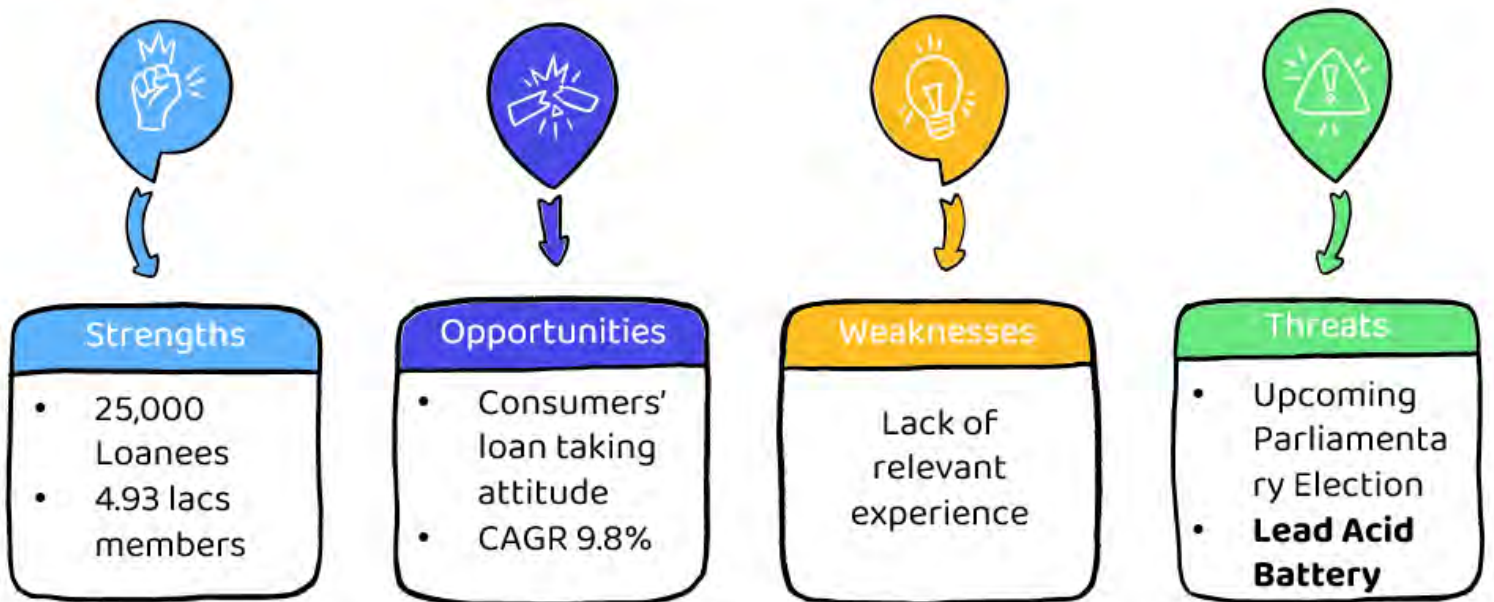 Strengths
• 25,000
Loanees
• 4.93 lacs
members
Opportunities
• Consumers’
loan taking
attitude
• CAGR 9.8%
Weaknesses
Lack of
relevant
experience
Threats
• Upcoming
Parliamenta
ry Election
• Lead Acid
Battery